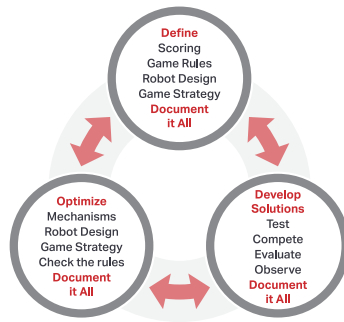 Define
Scoring
Game Rules
Robot Design
Game Strategy
Document
it All
Optimize
Mechanisms
Robot Design
Game Strategy
Check the rules
Document
it All
Develop
Solutions
Test
Compete
Evaluate
Observe
Document
it All